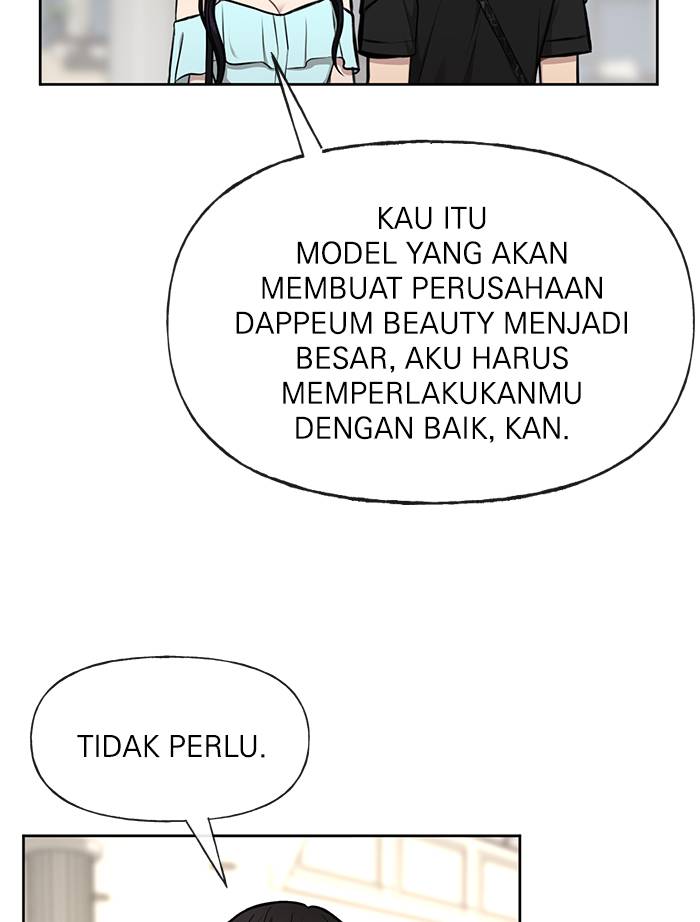 KAU ITU
MODEL YANG AKAN
MEMBUAT PERUSAHAAN
DAPPEUM BEAUTY MENJADI
BESAR, AKU HARUS
MEMPERLAKUKANMU
DENGAN BAIK, KAN.
TIDAK PERLU.